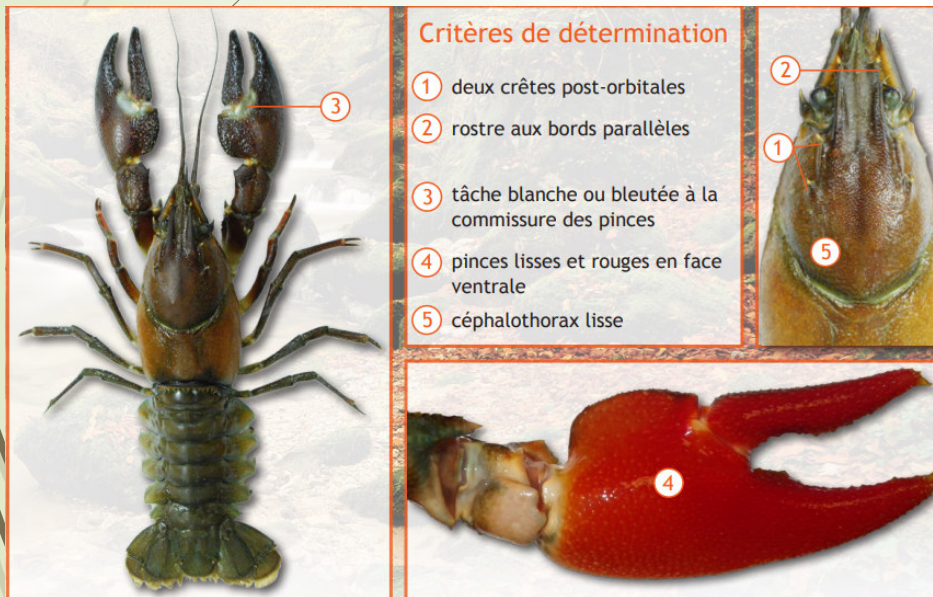 Critères de détermination
1 deux crêtes post-orbitales
2 rostre aux bords parallèles
3 tâche blanche ou bleutée à la
commissure des pinces
4 pinces lisses et rouges en face
ventrale
5 céphalothorax lisse
3
2
1
5
4